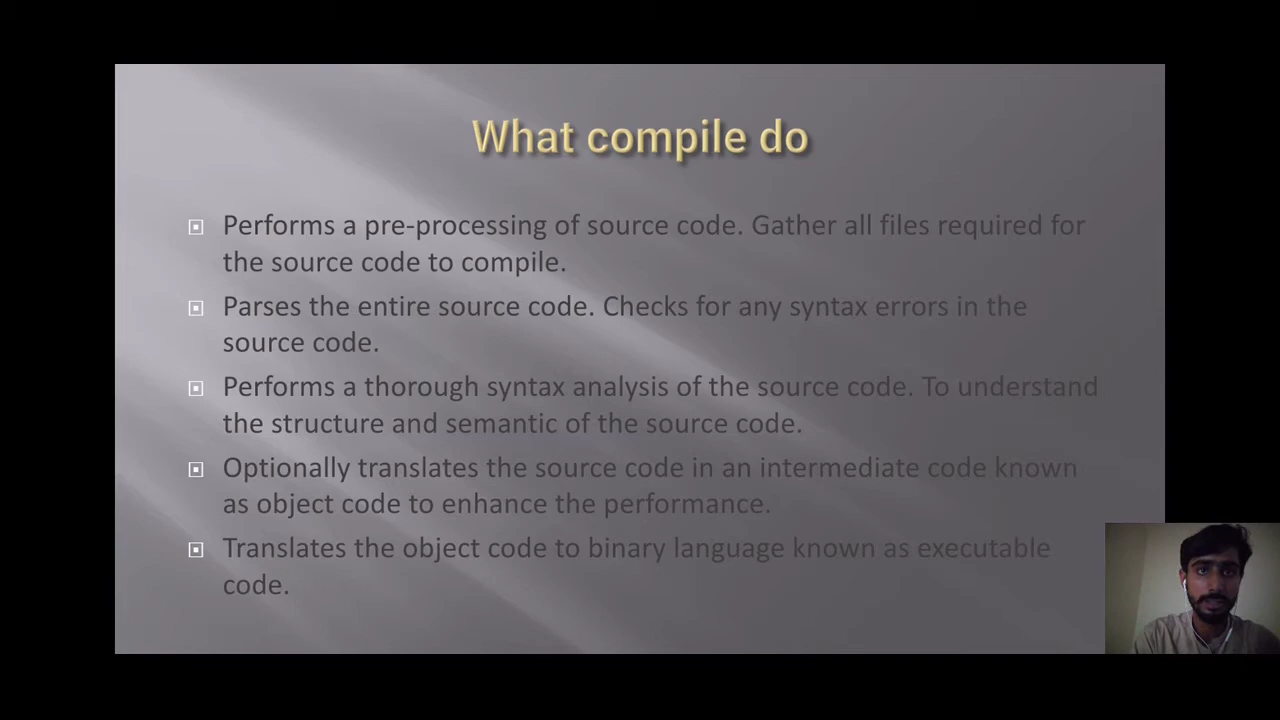 What compile do
Performs a pre-processing of source code. Gather all files required for
the source code to compile.
Parses the entire source code. Checks for any syntax errors in the
source code.
Performs a thorough syntax analysis of the source code. To understand
the structure and semantic of the source code.
Optionally translates the source code in an intermediate code known
as object code to enhance the performance.
Translates the object code to binary language known as executable
code.